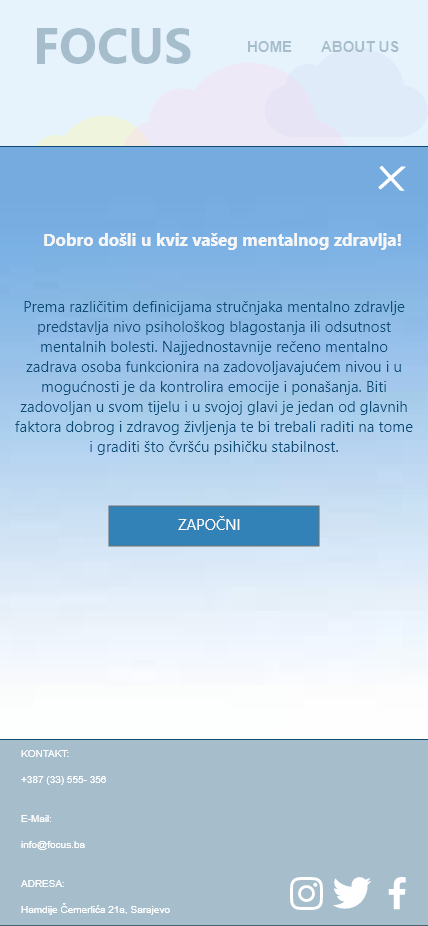 FOCUS
HOME
ABOUT US
Dobro došli u kviz vašeg mentalnog zdravlja!
Prema različitim definicijama stručnjaka mentalno zdravlje
predstavlja nivo psihološkog blagostanja ili odsutnost
mentalnih bolesti. Najjednostavnije rečeno mentalno
zadrava osoba funkcionira na zadovoljavajućem nivou i u
mogućnosti je da kontrolira emocije i ponašanja. Biti
zadovoljan u svom tijelu i u svojoj glavi je jedan od glavnih
faktora dobrog i zdravog življenja te bi trebali raditi na tome
i graditi što čvršću psihičku stabilnost.
ZAPOČNI
KONTAKT:
+387 (33) 555- 356
E-Mail:
info@focus.ba
ADRESA:
Hamdije Čemerlića 21a, Sarajevo